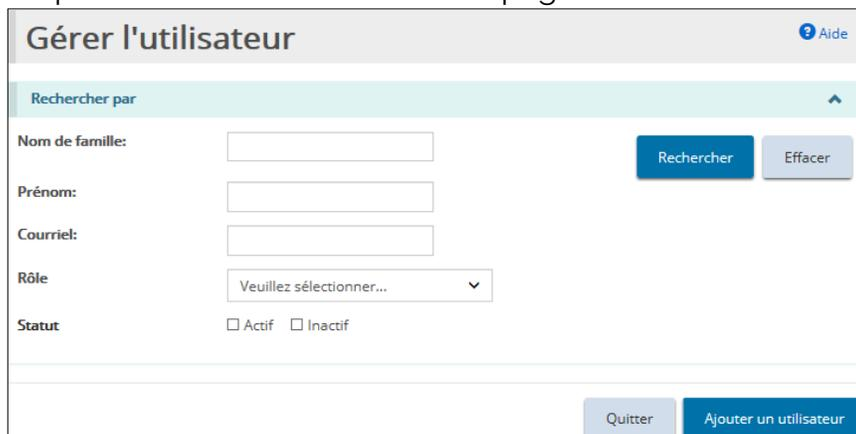 Gérer l'utilisateur
Aide
Rechercher par
Nom de famille:
Rechercher Effacer
Prénom:
Courriel:
Rôle
Veuillez sélectionner...
Statut
Actif Inactif
Quitter Ajouter un utilisateur